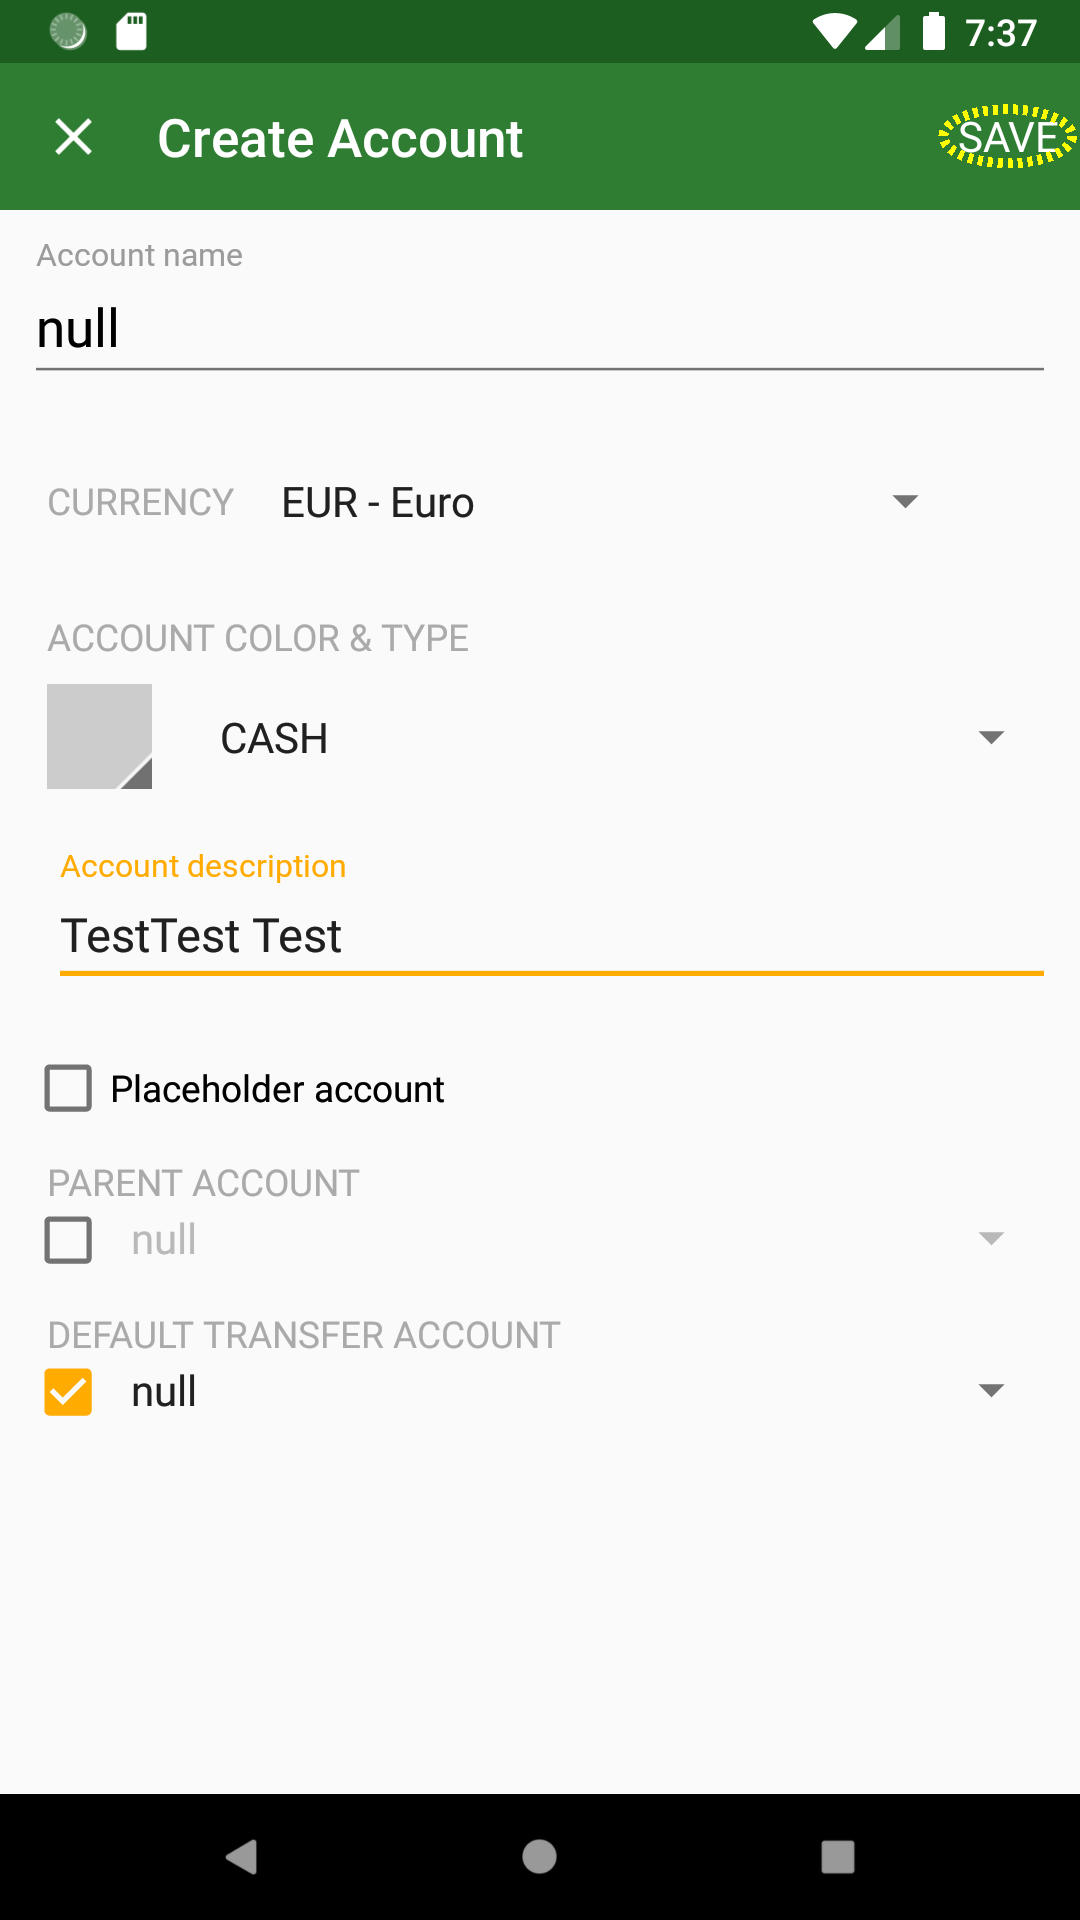 7:37
Create Account
SAVE
Account name
null
CURRENCY EUR - Euro
ACCOUNT COLOR & TYPE
CASH
Account description
TestTest Test
Placeholder account
PARENT ACCOUNT
null
DEFAULT TRANSFER ACCOUNT
null